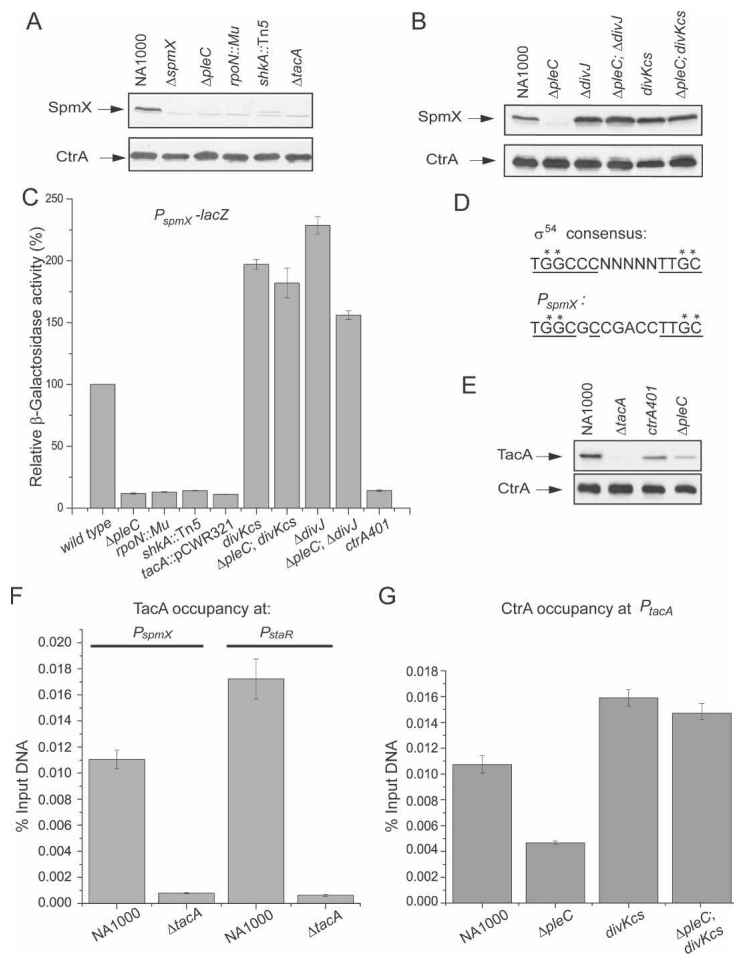 A
NA1000
ΔspmX
ΔpleC
rpoN::Mu
shkA::Tn5
ΔtacA
SpmX
CtrA
B
NA1000
ΔpleC
ΔdivJ
ΔpleC; ΔdivJ
divKcs
ΔpleC; divKcs
SpmX
CtrA
C
PspmX -lacZ
Relative β-Galactosidase activity (%)
250
200
150
100
50
0
wild type
ΔpleC
rpoN::Mu
shkA::Tn5
tacA::pCWR321
divKcs
ΔpleC; divKcs
ΔdivJ
ΔpleC; ΔdivJ
ctrA401
D
σ54 consensus:
* * * *
TGGCCCNNNNNTTGC
PspmX :
* * * *
TGGCGCCGACCTTGC
E
NA1000
ΔtacA
ctrA401
ΔpleC
TacA
CtrA
F
TacA occupancy at:
PspmX
PstaR
% Input DNA
0.020
0.018
0.016
0.014
0.012
0.010
0.008
0.006
0.004
0.002
0.000
NA1000
ΔtacA
NA1000
ΔtacA
G
CtrA occupancy at PtacA
% Input DNA
0.018
0.016
0.014
0.012
0.010
0.008
0.006
0.004
0.002
0.000
NA1000
ΔpleC
divKcs
ΔpleC;
divKcs